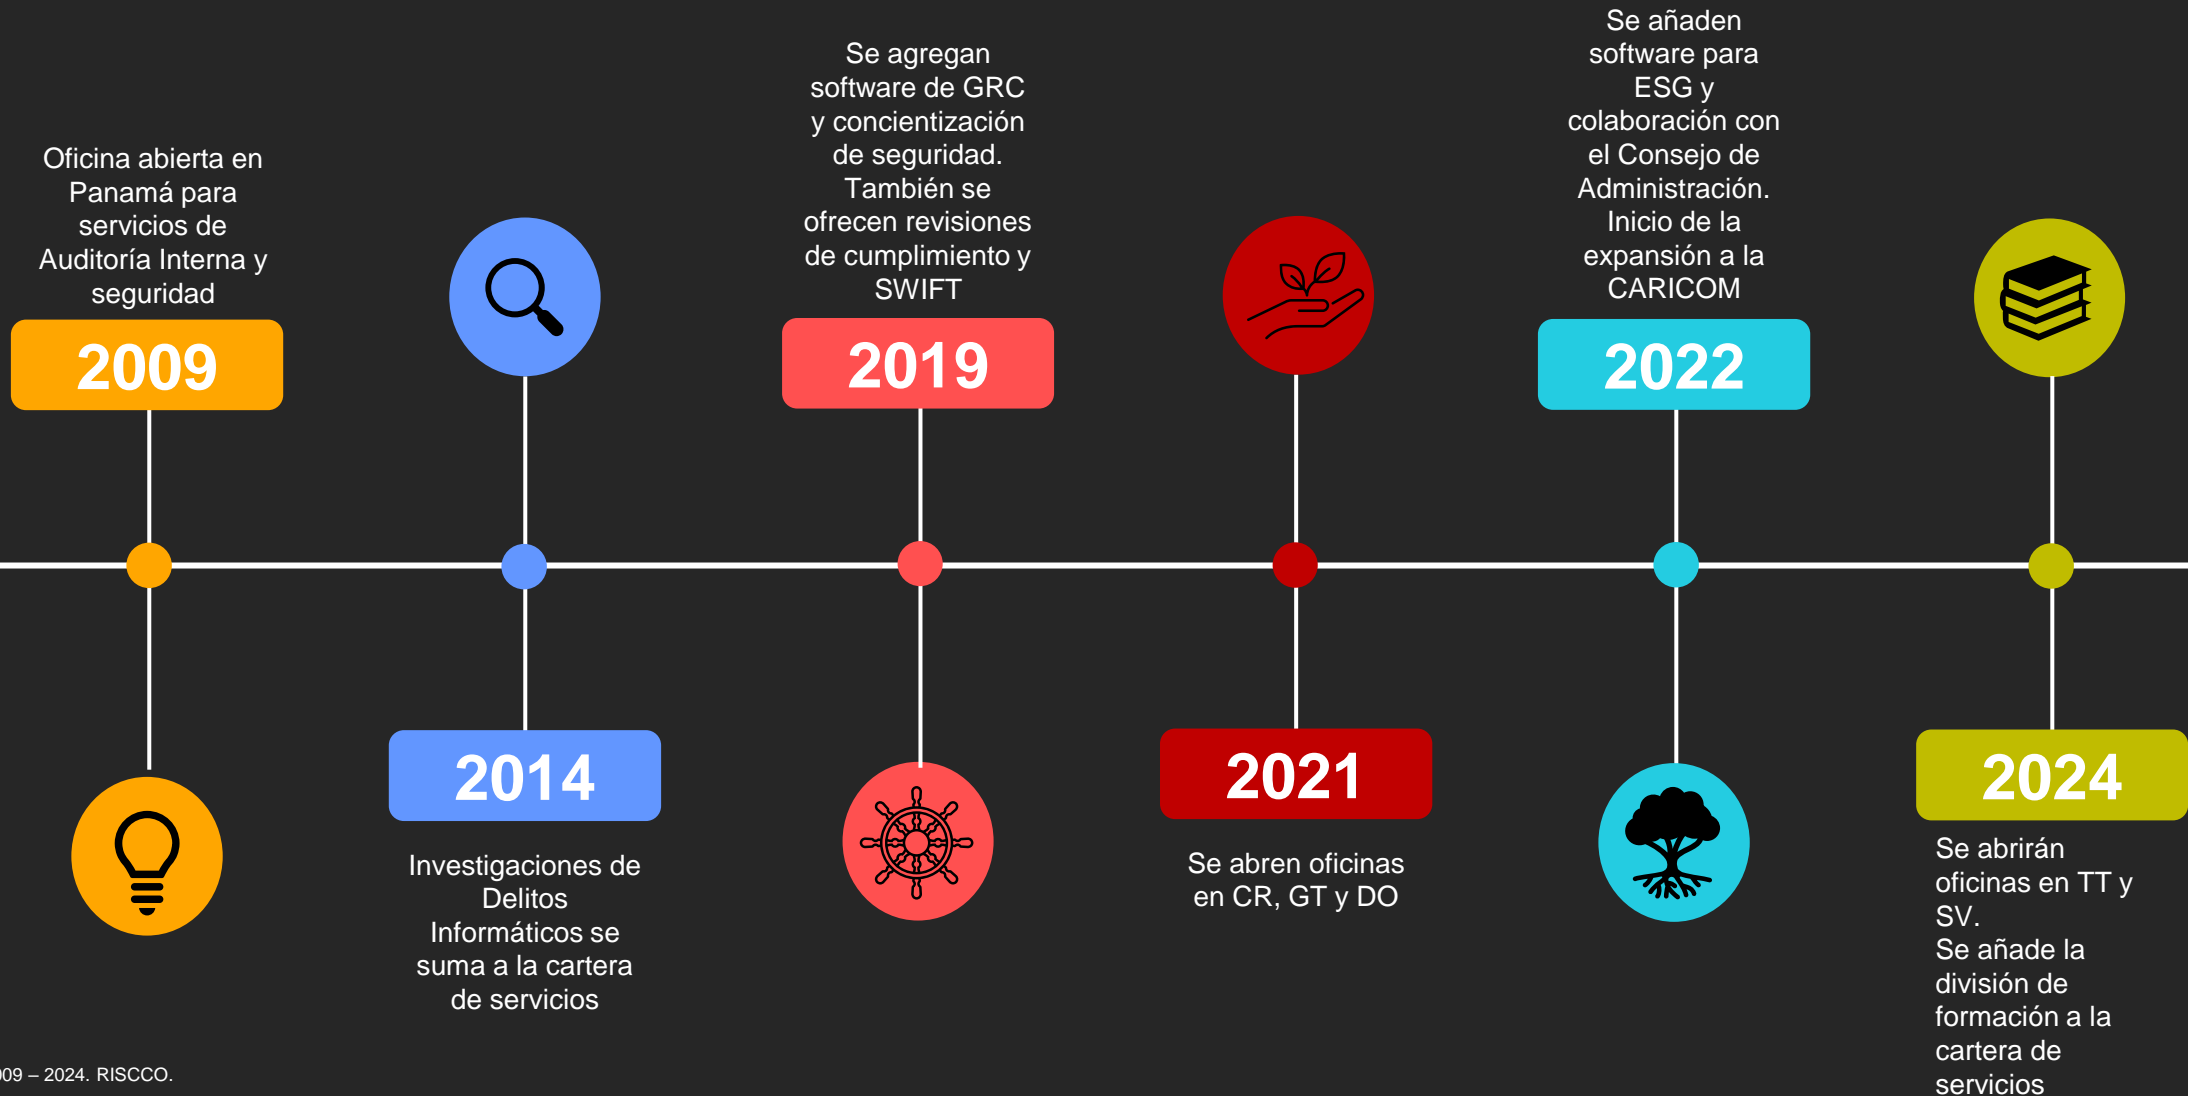 Oficina abierta en
Panamá para
servicios de
Auditoría Interna y
seguridad
2009
2014
Investigaciones de
Delitos
Informáticos se
suma a la cartera
de servicios
Se agregan
software de GRC
y concientización
de seguridad.
También se
ofrecen revisiones
de cumplimiento y
SWIFT
2019
2021
Se abren oficinas
en CR, GT y DO
Se añaden
software para
ESG y
colaboración con
el Consejo de
Administración.
Inicio de la
expansión a la
CARICOM
2022
2024
Se abrirán
oficinas en TT y
SV.
Se añade la
división de
formación a la
cartera de
servicios
09 – 2024. RISCCO.